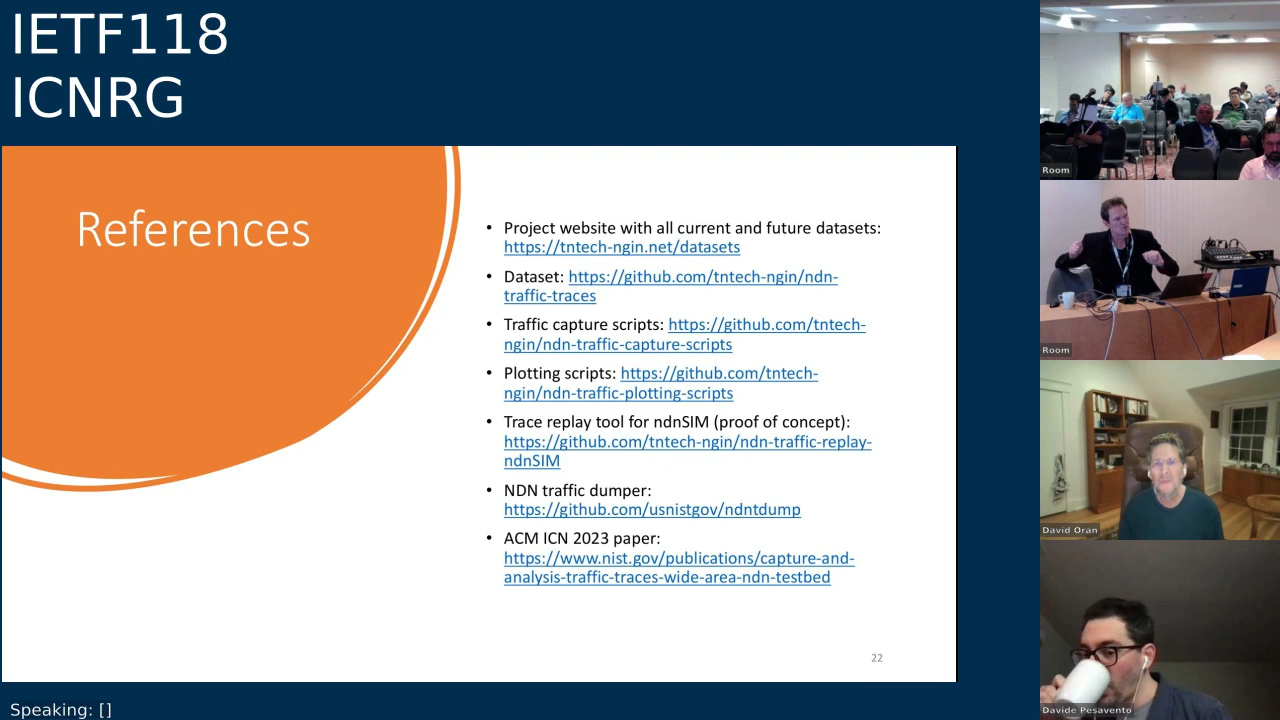 IETF118
ICNRG
References
• Project website with all current and future datasets:
https://tntech-ngin.net/datasets
• Dataset: https://github.com/tntech-ngin/ndn-
traffic-traces
• Traffic capture scripts: https://github.com/tntech-
ngin/ndn-traffic-capture-scripts
• Plotting scripts: https://github.com/tntech-
ngin/ndn-traffic-plotting-scripts
• Trace replay tool for ndnSIM (proof of concept):
https://github.com/tntech-ngin/ndn-traffic-replay-
ndnSIM
• NDN traffic dumper:
https://github.com/usnistgov/ndntdump
• ACM ICN 2023 paper:
https://www.nist.gov/publications/capture-and-
analysis-traffic-traces-wide-area-ndn-testbed
22
Speaking: []
Room
Room
David Oran
Davide Pesavento